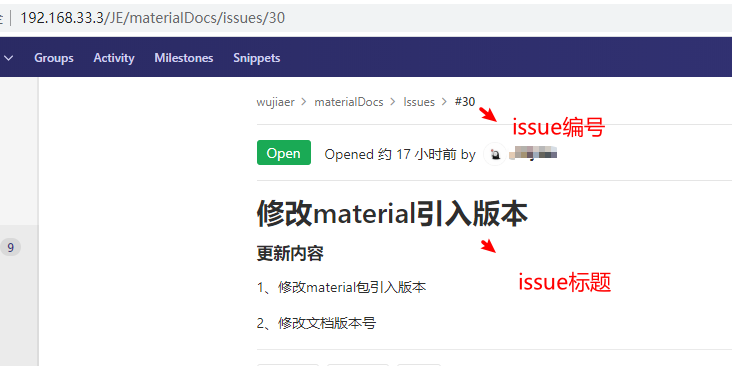 192.168.33.3/JE/materialDocs/issues/30
Groups Activity Milestones Snippets
wujiaer > materialDocs > Issues > #30
issue编号
Open Opened 约 17 小时前 by
修改material引入版本
更新内容
9
issue标题
1、修改material包引入版本
2、修改文档版本号